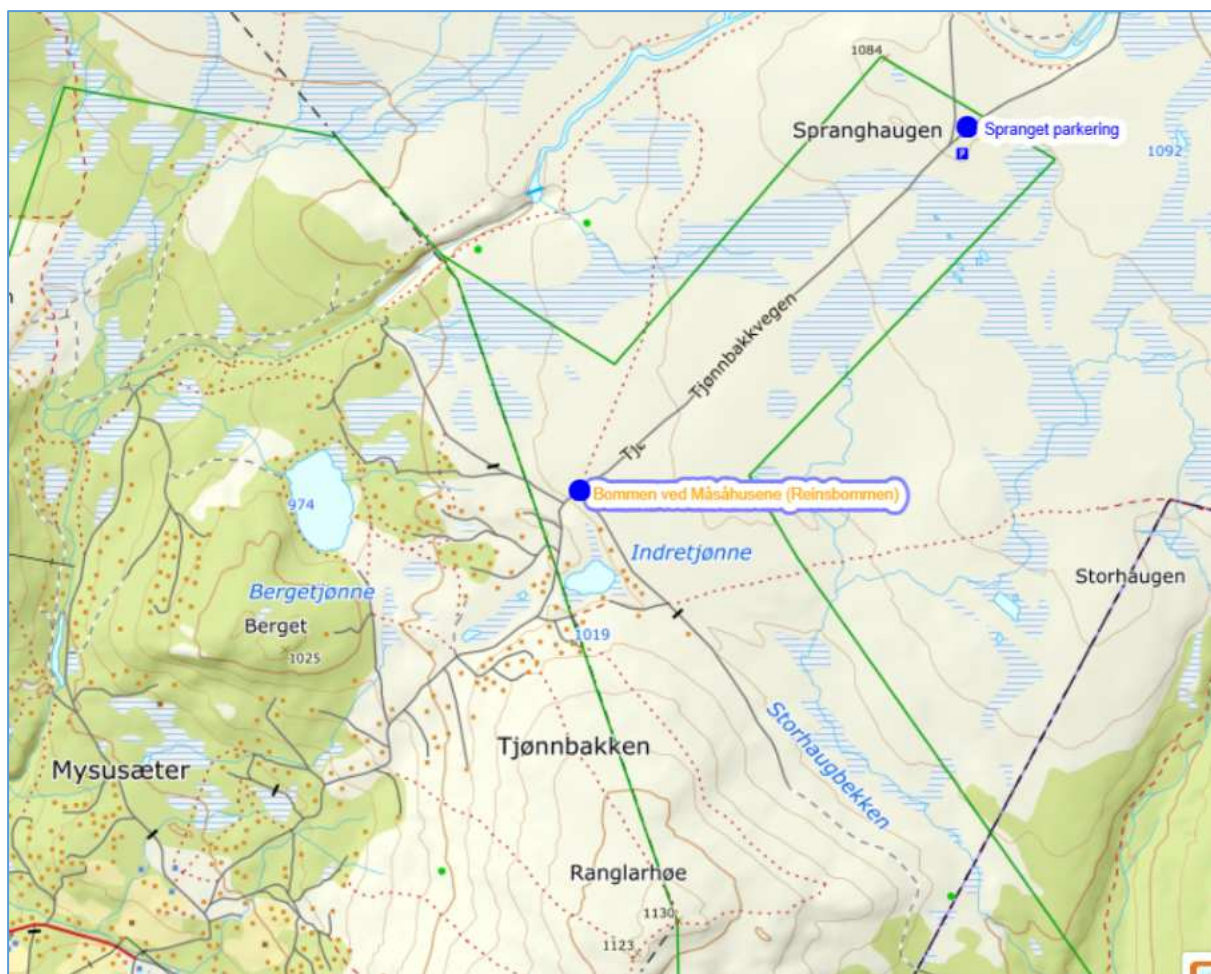 1084
Spranghaugen
Spranget parkering
P
1092
Tjønnbakkvegen
Bommen ved Måsåhusene (Reinsbommen)
974
Indretjønne
Bergetjønne
Storhaugen
Berget
1019
1025
Tjønnbakken
Storhaugbekken
Mysusæter
Ranglarhøe
1130
1123